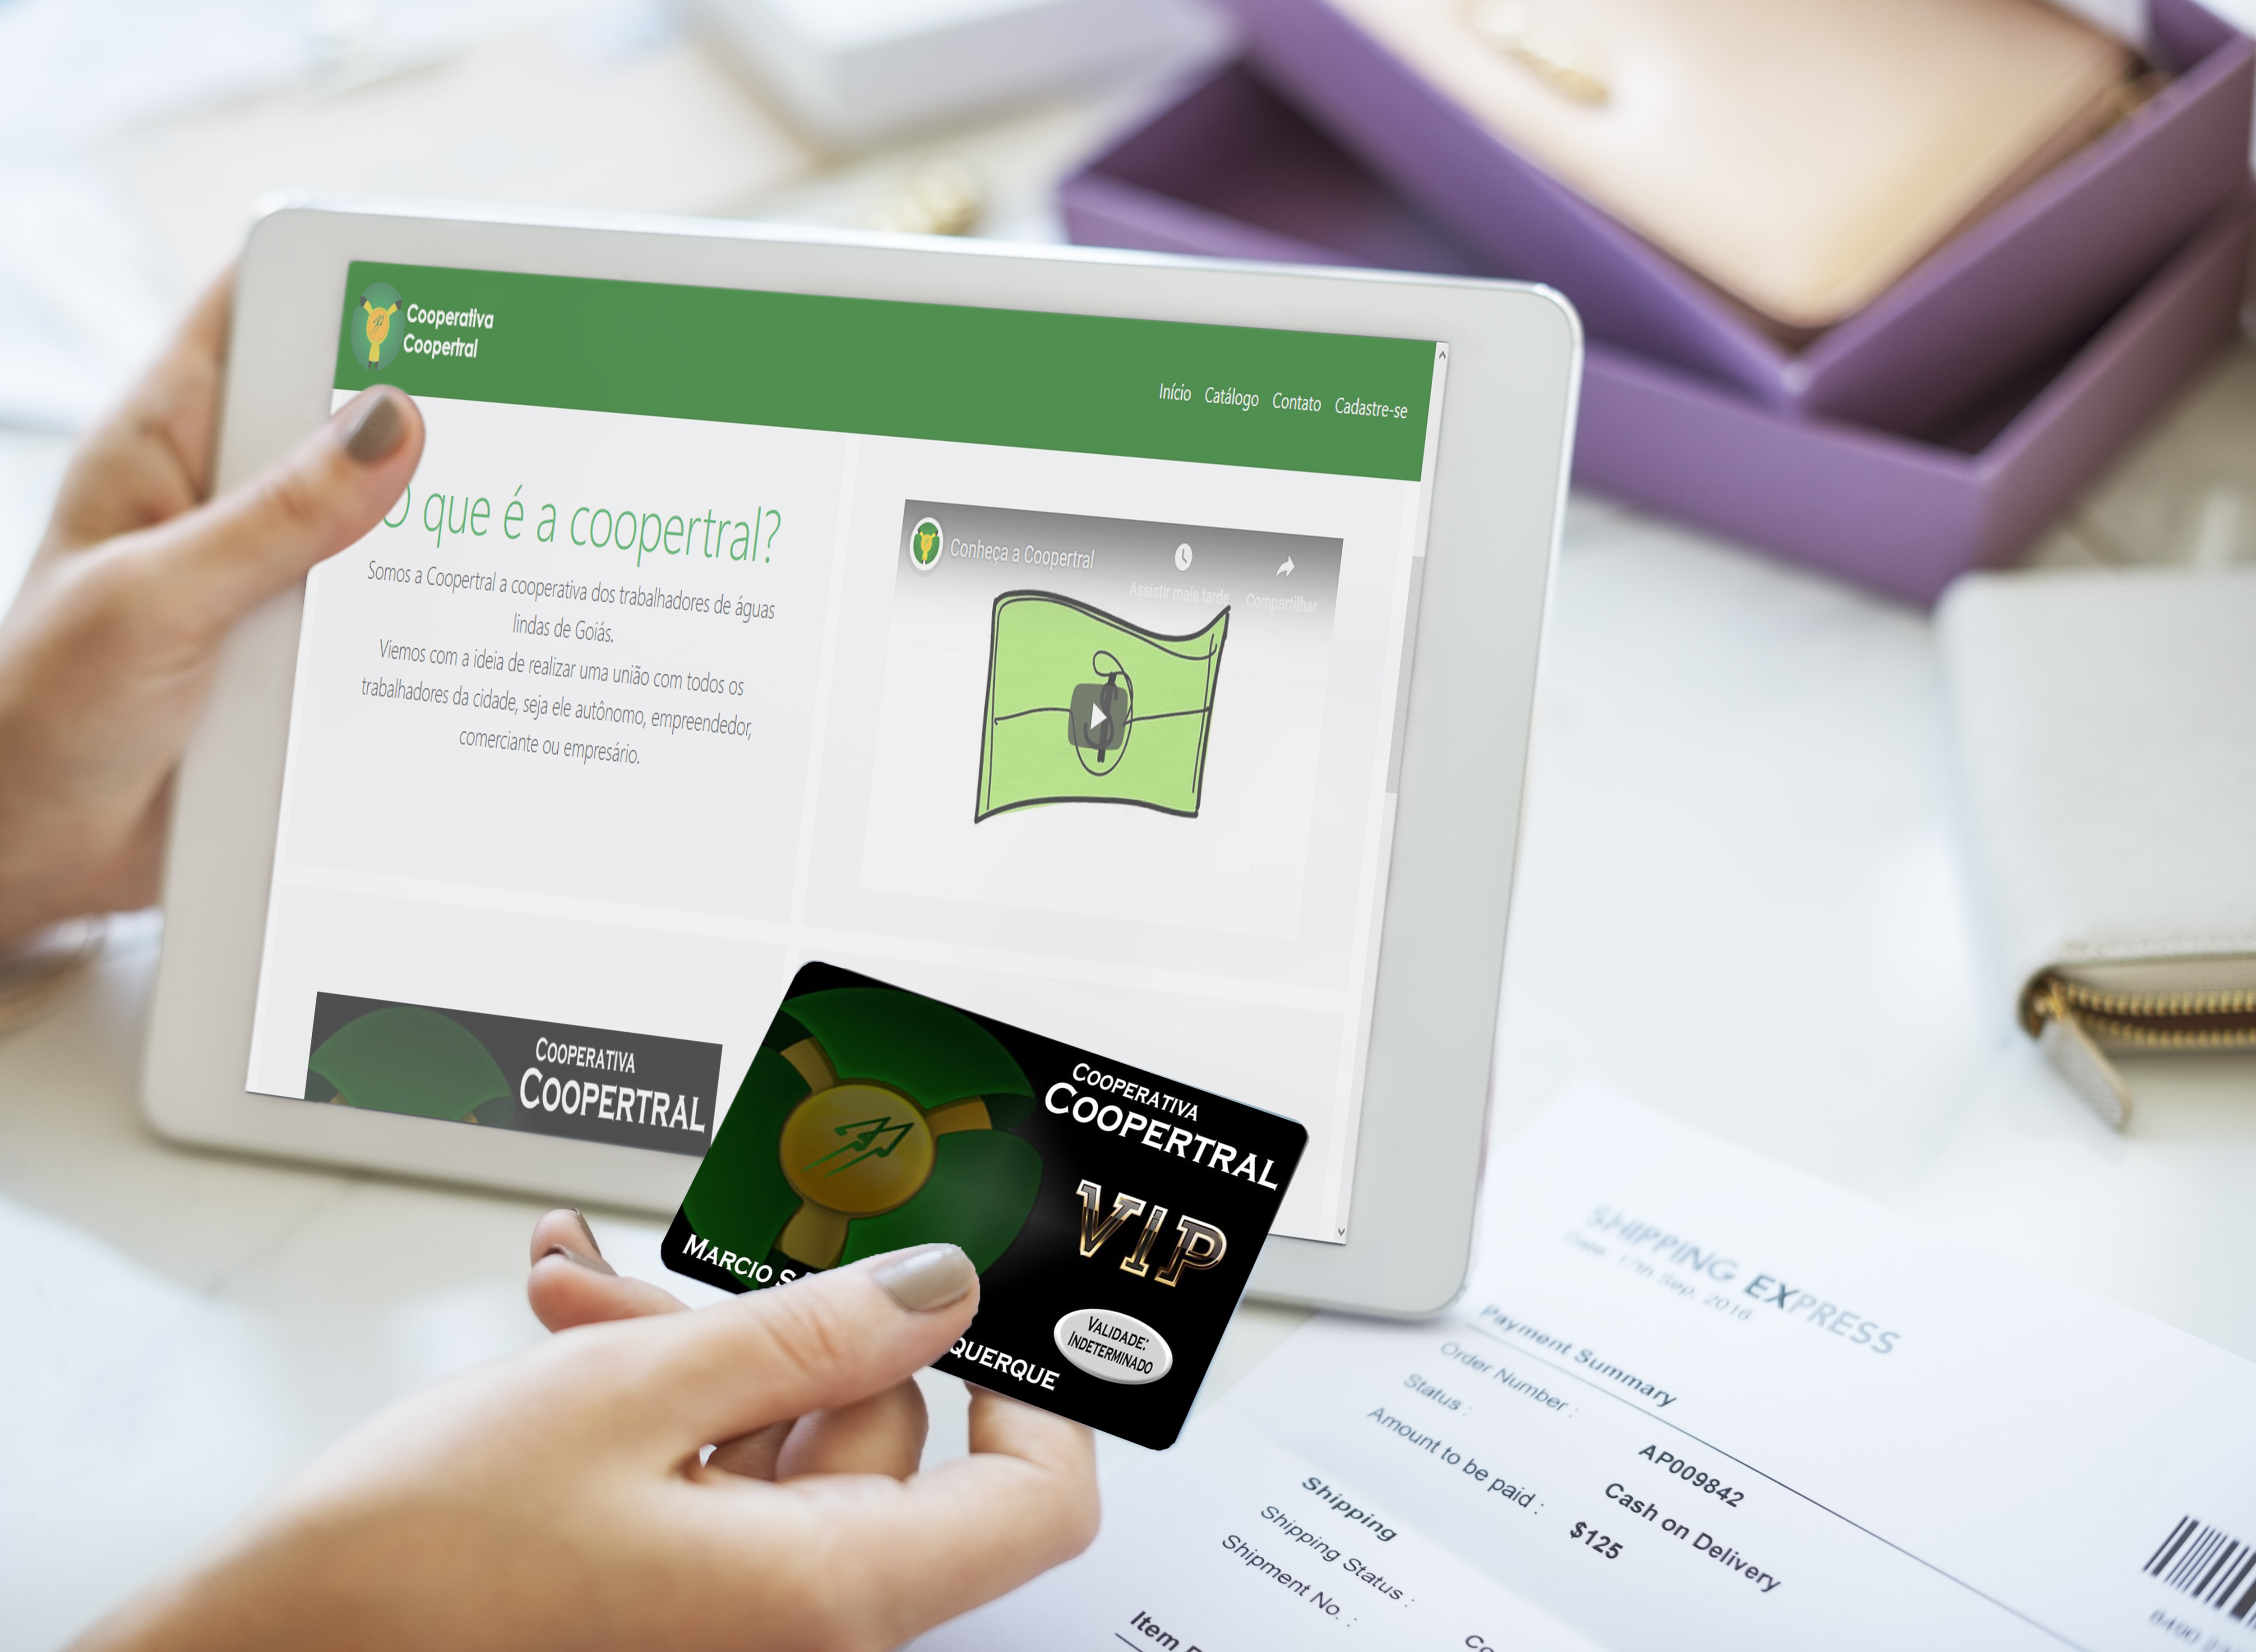 Cooperativa
Coopertral
Início Catálogo Contato Cadastre-se
O que é a coopertral?
Somos a Coopertral a cooperativa dos trabalhadores de águas
lindas de Goiás.
Viemos com a ideia de realizar uma união com todos os
trabalhadores da cidade, seja ele autônomo, empreendedor,
comerciante ou empresário.
Conheça a Coopertral
Assistir mais tarde
Compartilhar
COOPERATIVA
COOPERTRAL
COOPERATIVA
COOPERTRAL
VIP
MARCIO S
QUERQUE
VALIDADE:
INDETERMINADO
SHIPPING EXPRESS
Date: 17th Sep, 2016
Payment Summary
Order Number : AP009842
Status : Cash on Delivery
Amount to be paid : $125
Shipping
Shipping Status :
Shipment No. :
Item